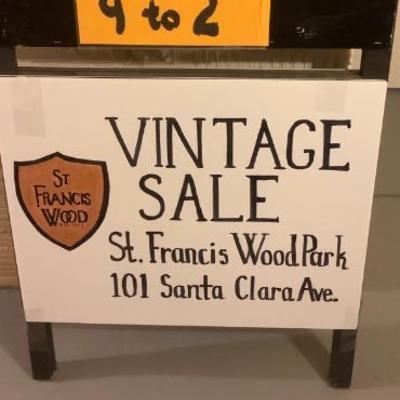 9 to 2
ST
FRANCIS
WOOD
VINTAGE
SALE
St. Francis Wood Park
101 Santa Clara Ave.